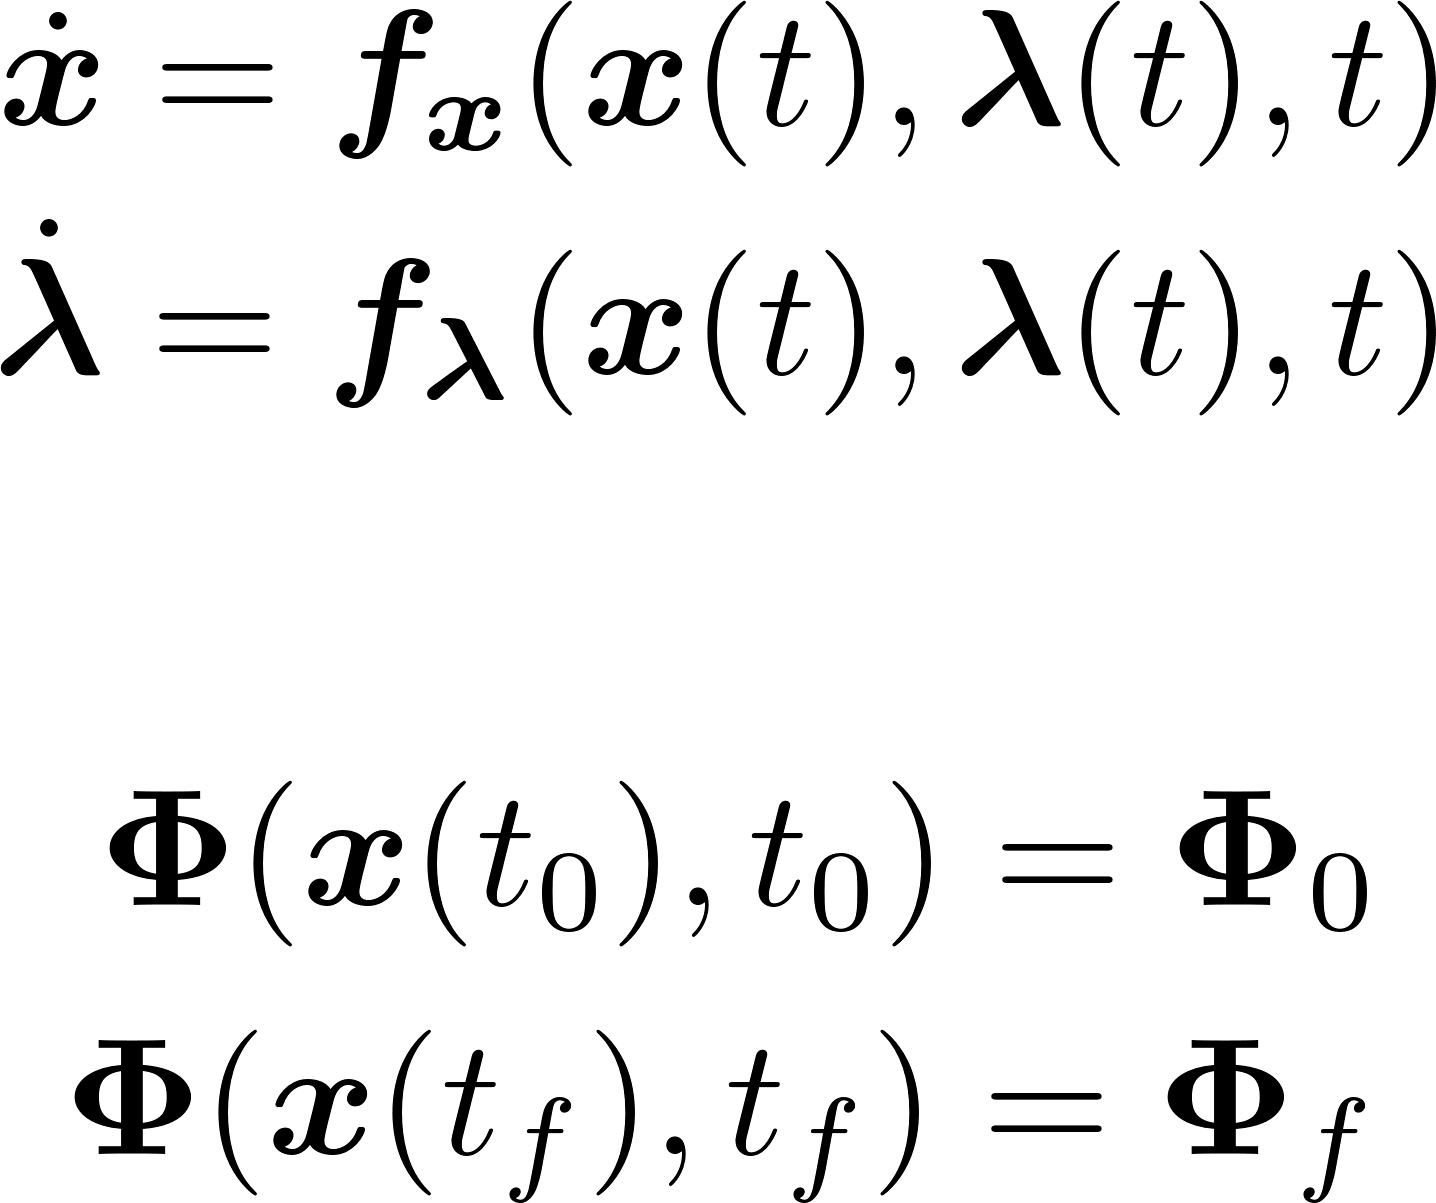 ẋ = f_x(x(t), λ(t), t)
λ̇ = f_λ(x(t), λ(t), t)
Φ(x(t_0), t_0) = Φ_0
Φ(x(t_f), t_f) = Φ_f